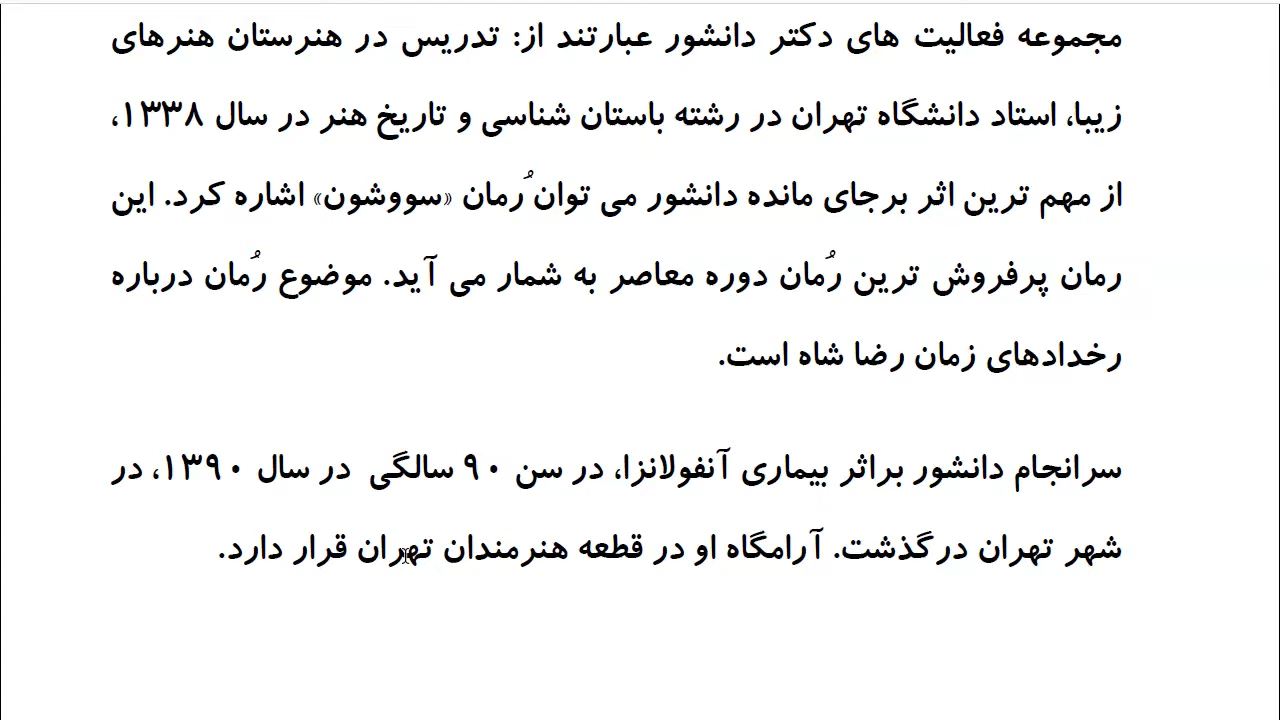 مجموعه فعالیت های دکتر دانشور عبارتند از: تدریس در هنرستان هنرهای
زیبا، استاد دانشگاه تهران در رشته باستان شناسی و تاریخ هنر در سال ۱۳۳۸،
از مهم ترین اثر برجای مانده دانشور می توان رُمان «سووشون» اشاره کرد. این
رمان پرفروش ترین رُمان دوره معاصر به شمار می آید. موضوع رُمان درباره
رخدادهای زمان رضا شاه است.
سرانجام دانشور براثر بیماری آنفولانزا، در سن ۹۰ سالگی در سال ۱۳۹۰، در
شهر تهران درگذشت. آرامگاه او در قطعه هنرمندان تهران قرار دارد.